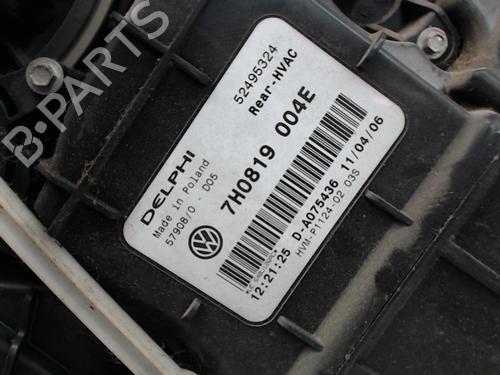 52495324
Rear-HVAC
DELPHI
Made in Poland
57908/0 - D05
7H0819 004E
12:21:25 D-A075436 11/04/06
HVM-P1124-02 03S
B-PARTS